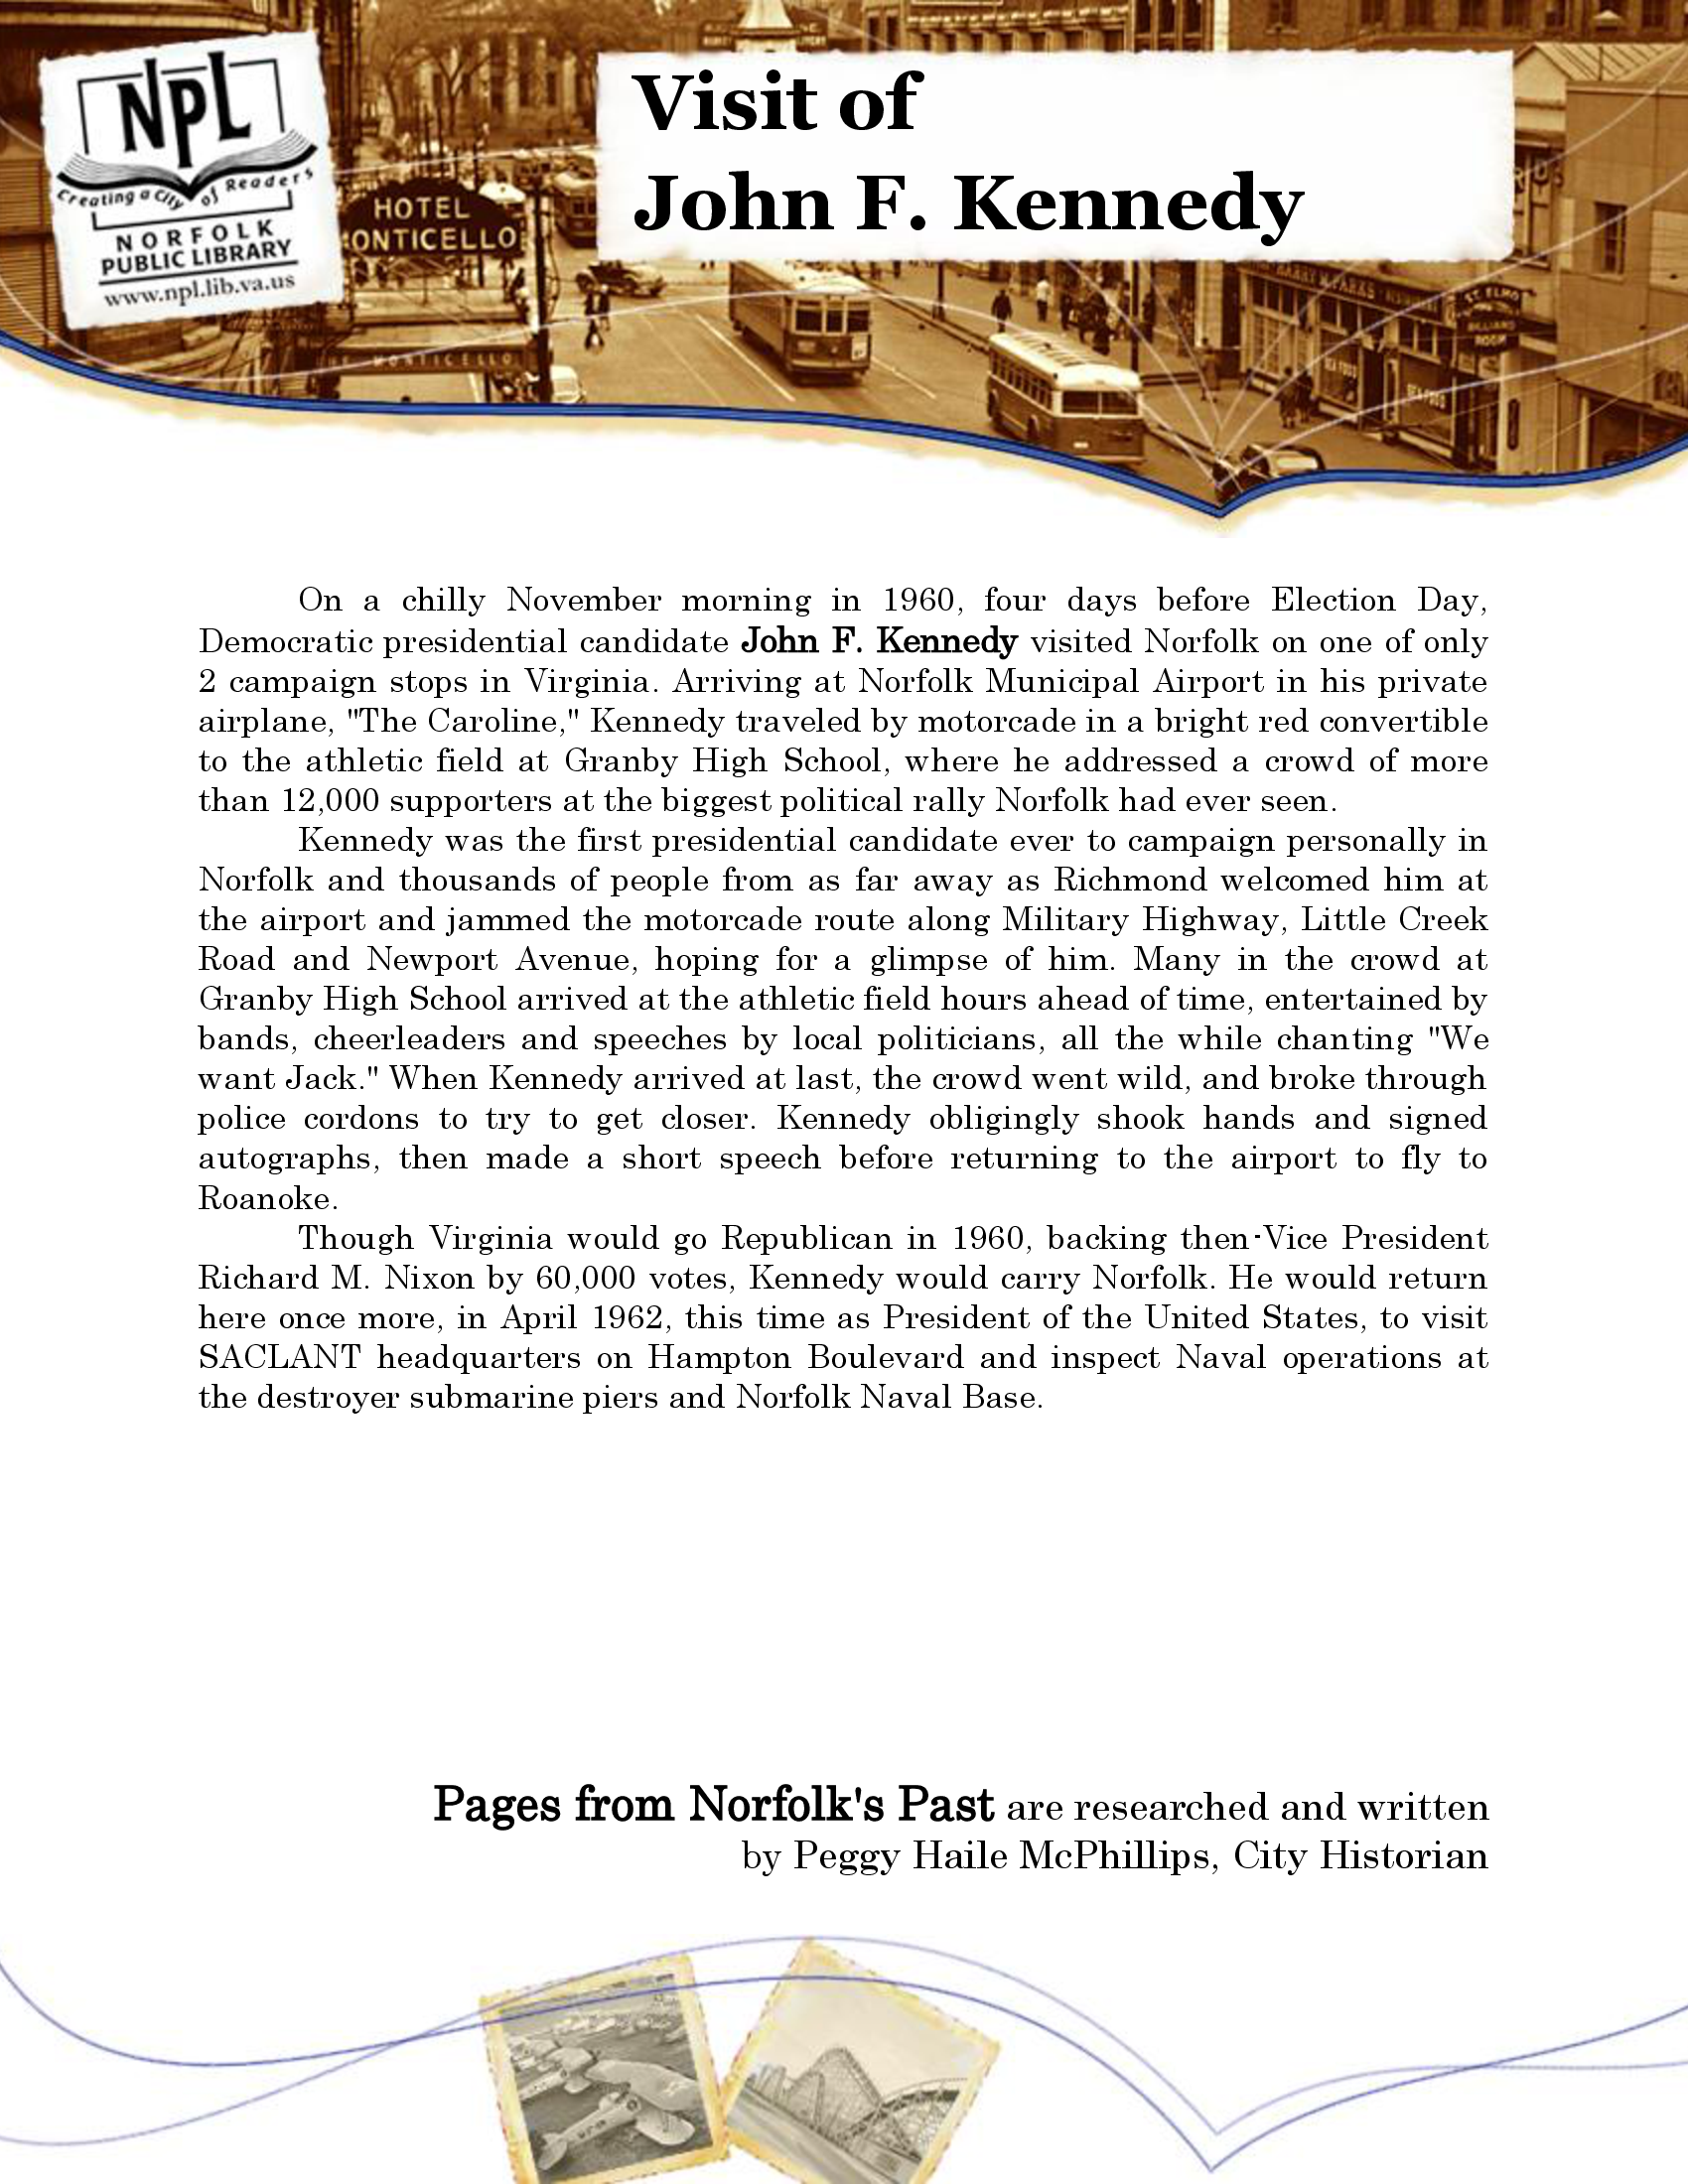 NPL
Creating a City of Readers
NORFOLK
PUBLIC LIBRARY
www.npl.lib.va.us
Visit of
John F. Kennedy
HOTEL
MONTICELLO
MONTICELLO
HARRY
ST. ELMO
BILLIARD
ROOM
SEA FOOD
SEA FOOD
On a chilly November morning in 1960, four days before Election Day,
Democratic presidential candidate John F. Kennedy visited Norfolk on one of only
2 campaign stops in Virginia. Arriving at Norfolk Municipal Airport in his private
airplane, "The Caroline," Kennedy traveled by motorcade in a bright red convertible
to the athletic field at Granby High School, where he addressed a crowd of more
than 12,000 supporters at the biggest political rally Norfolk had ever seen.
Kennedy was the first presidential candidate ever to campaign personally in
Norfolk and thousands of people from as far away as Richmond welcomed him at
the airport and jammed the motorcade route along Military Highway, Little Creek
Road and Newport Avenue, hoping for a glimpse of him. Many in the crowd at
Granby High School arrived at the athletic field hours ahead of time, entertained by
bands, cheerleaders and speeches by local politicians, all the while chanting "We
want Jack." When Kennedy arrived at last, the crowd went wild, and broke through
police cordons to try to get closer. Kennedy obligingly shook hands and signed
autographs, then made a short speech before returning to the airport to fly to
Roanoke.
Though Virginia would go Republican in 1960, backing then-Vice President
Richard M. Nixon by 60,000 votes, Kennedy would carry Norfolk. He would return
here once more, in April 1962, this time as President of the United States, to visit
SACLANT headquarters on Hampton Boulevard and inspect Naval operations at
the destroyer submarine piers and Norfolk Naval Base.
Pages from Norfolk's Past are researched and written
by Peggy Haile McPhillips, City Historian